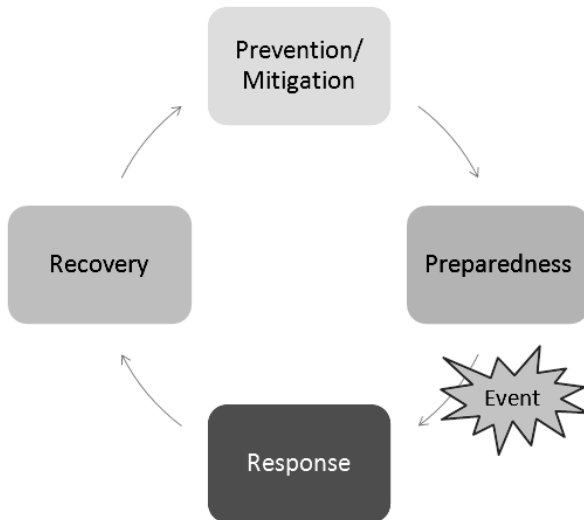 Prevention/
Mitigation
Recovery
Preparedness
Event
Response